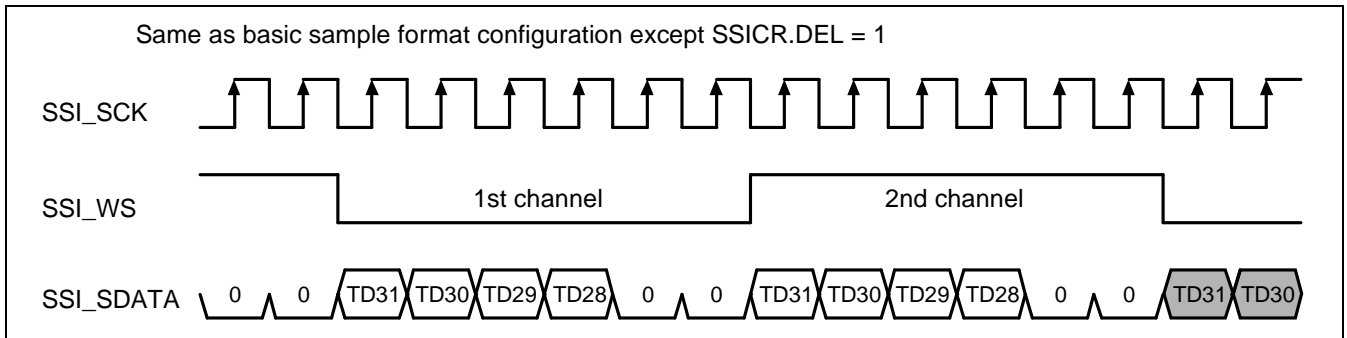 Same as basic sample format configuration except SSICR.DEL = 1
SSI_SCK
SSI_WS 1st channel 2nd channel
SSI_SDATA 0 0 TD31 TD30 TD29 TD28 0 0 TD31 TD30 TD29 TD28 0 0 TD31 TD30